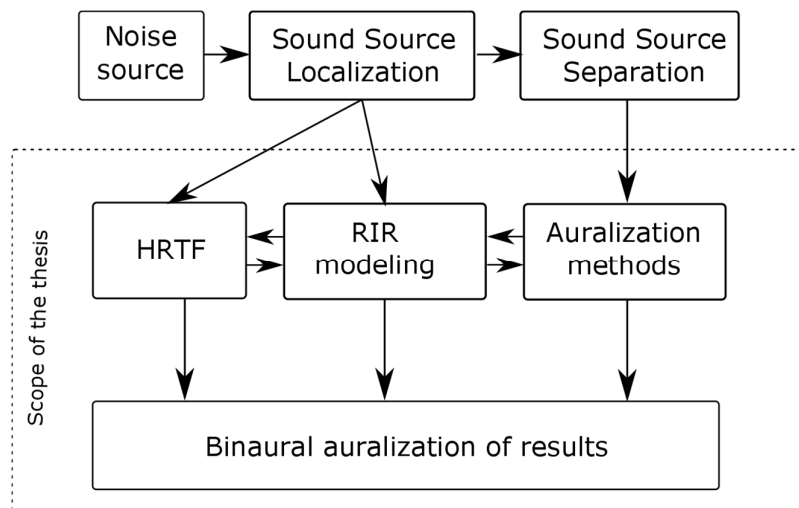 Noise
source
Sound Source
Localization
Sound Source
Separation
Scope of the thesis
HRTF
RIR
modeling
Auralization
methods
Binaural auralization of results